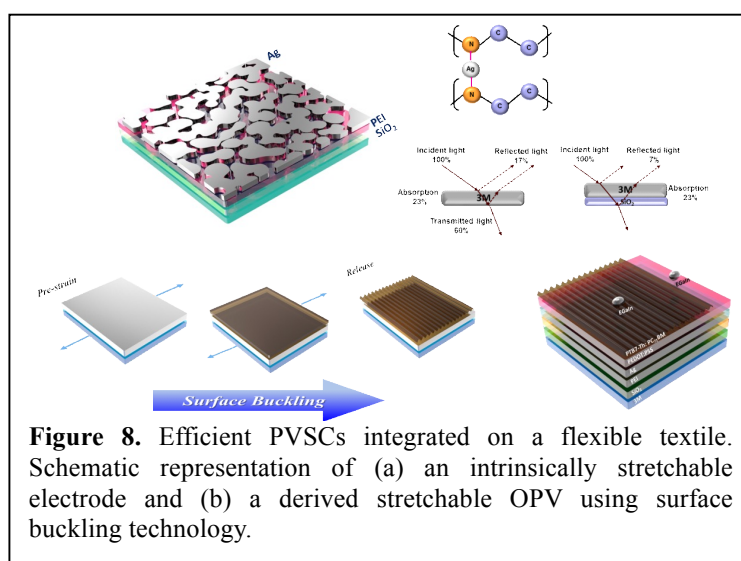 Ag
PEI
SiO₂
N
C
C
Ag
N
C
C
Incident light
100%
Reflected light
17%
Absorption
23%
3M
Transmitted light
60%
Incident light
100%
Reflected light
7%
3M
SiO₂
Absorption
23%
Pre-strain
Release
Surface Buckling
EGaIn
EGaIn
PTB7-Th: PC₇₁BM
PEDOT:PSS
Ag
PEI
SiO₂
3M
Figure 8. Efficient PVSCs integrated on a flexible textile.
Schematic representation of (a) an intrinsically stretchable
electrode and (b) a derived stretchable OPV using surface
buckling technology.